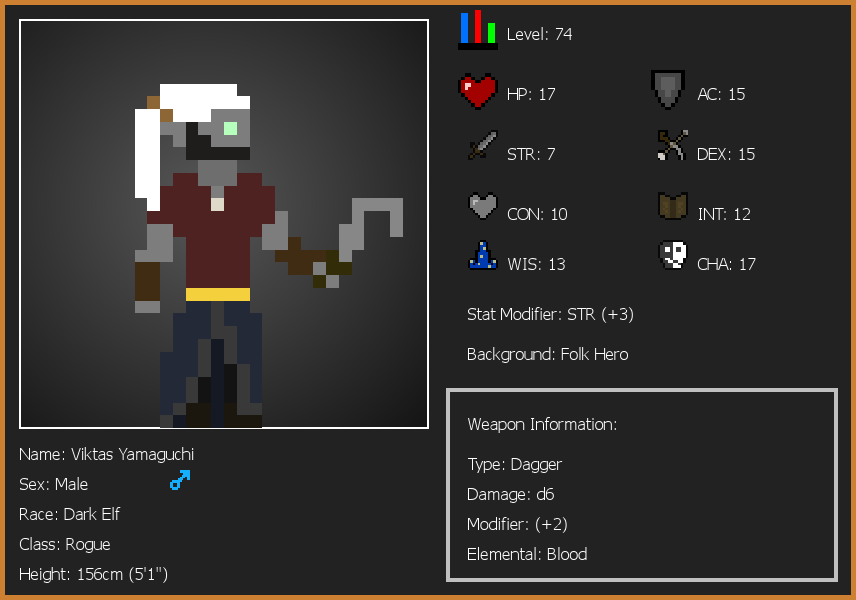 Level: 74
HP: 17
AC: 15
STR: 7
DEX: 15
CON: 10
INT: 12
WIS: 13
CHA: 17
Stat Modifier: STR (+3)
Background: Folk Hero
Weapon Information:
Type: Dagger
Damage: d6
Modifier: (+2)
Elemental: Blood
Name: Viktas Yamaguchi
Sex: Male
Race: Dark Elf
Class: Rogue
Height: 156cm (5'1")